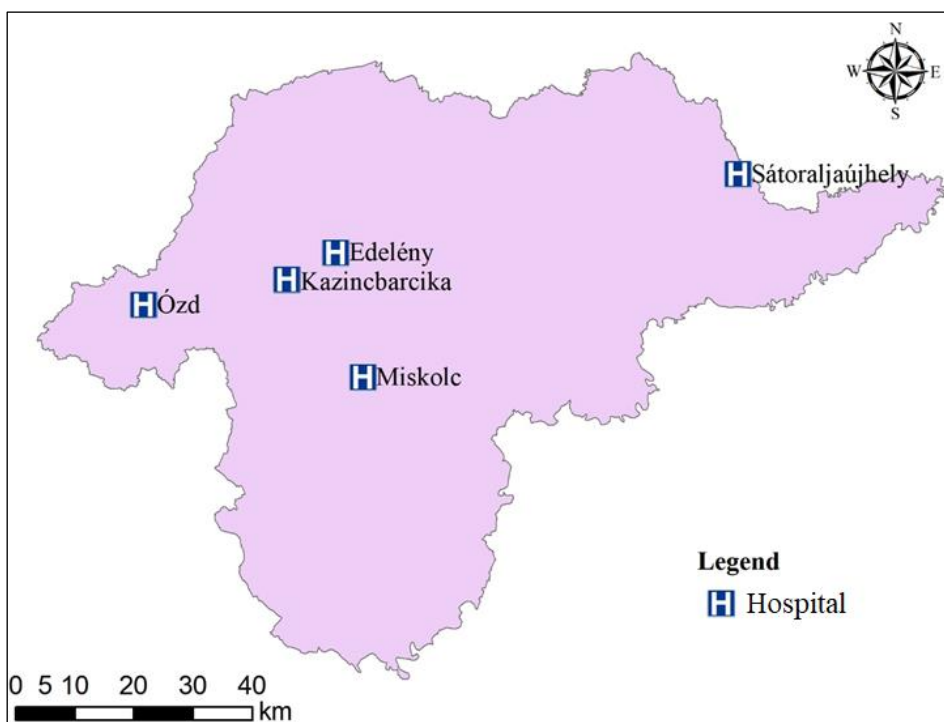 N
W E
S
H Sátoraljaújhely
H Edelény
H Kazincbarcika
H Ózd
H Miskolc
Legend
H Hospital
0 5 10 20 30 40
km